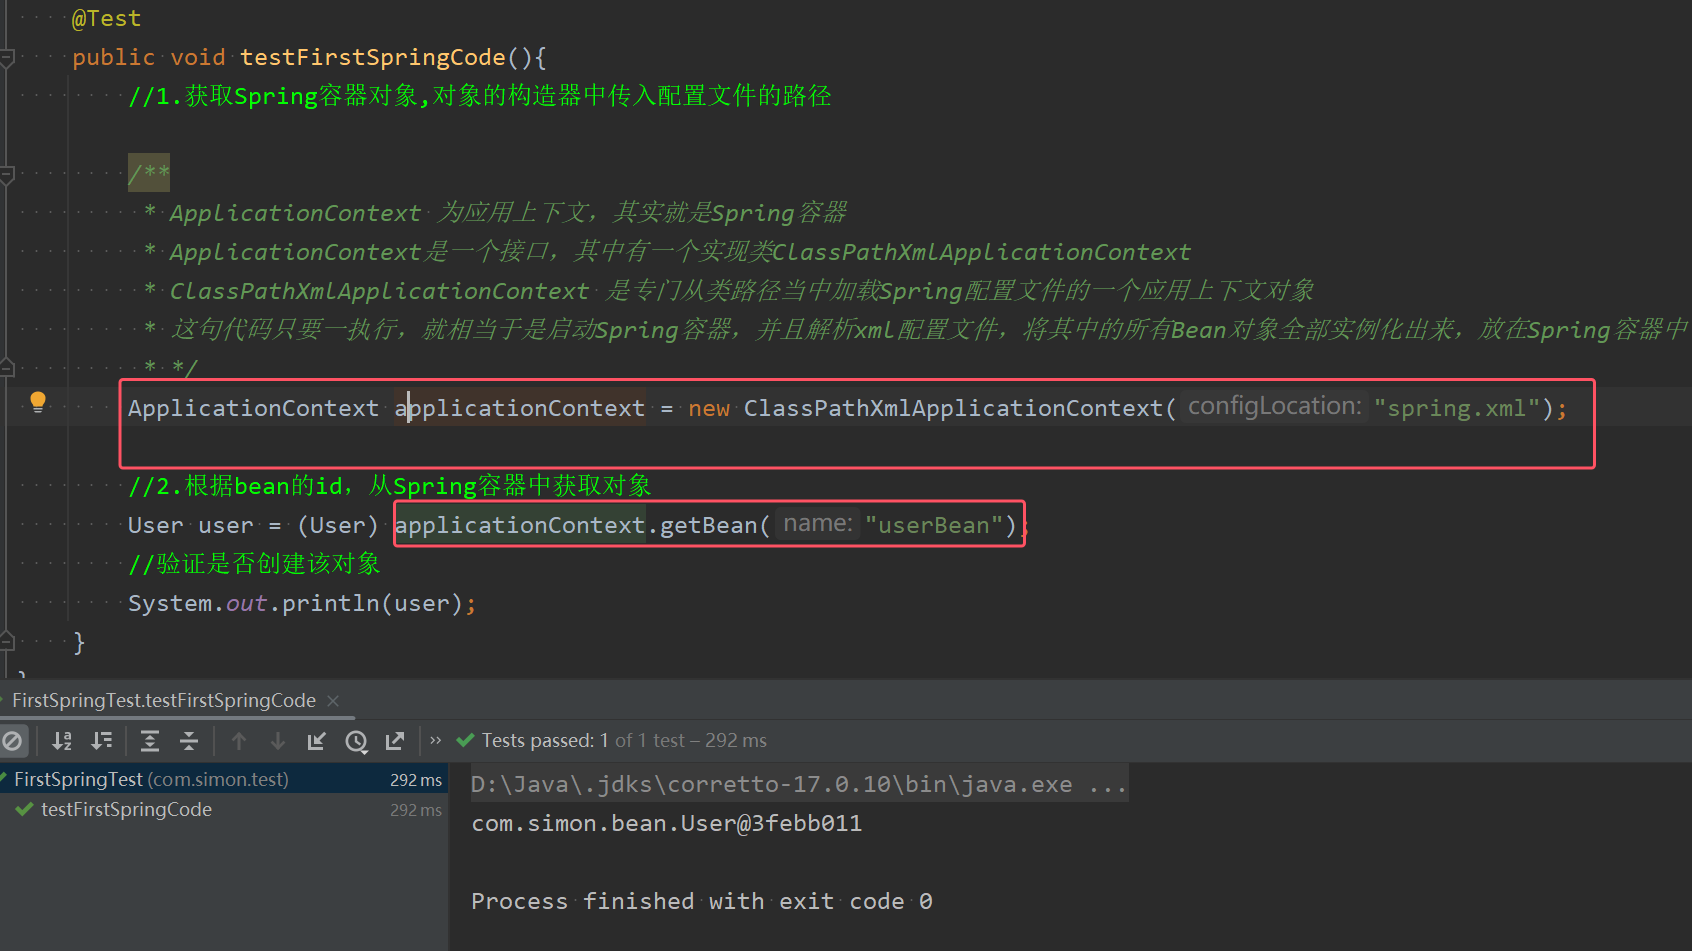 @Test
public void testFirstSpringCode(){
//1.获取Spring容器对象,对象的构造器中传入配置文件的路径
/**
* ApplicationContext 为应用上下文，其实就是Spring容器
* ApplicationContext是一个接口，其中有一个实现类ClassPathXmlApplicationContext
* ClassPathXmlApplicationContext 是专门从类路径当中加载Spring配置文件的一个应用上下文对象
* 这句代码只要一执行，就相当于是启动Spring容器，并且解析xml配置文件，将其中的所有Bean对象全部实例化出来，放在Spring容器中
* */
ApplicationContext applicationContext = new ClassPathXmlApplicationContext( configLocation: "spring.xml");
//2.根据bean的id，从Spring容器中获取对象
User user = (User) applicationContext.getBean( name: "userBean");
//验证是否创建该对象
System.out.println(user);
}
FirstSpringTest.testFirstSpringCode
Tests passed: 1 of 1 test – 292 ms
FirstSpringTest (com.simon.test) 292 ms
testFirstSpringCode 292 ms
D:\Java\.jdks\corretto-17.0.10\bin\java.exe ...
com.simon.bean.User@3febb011
Process finished with exit code 0